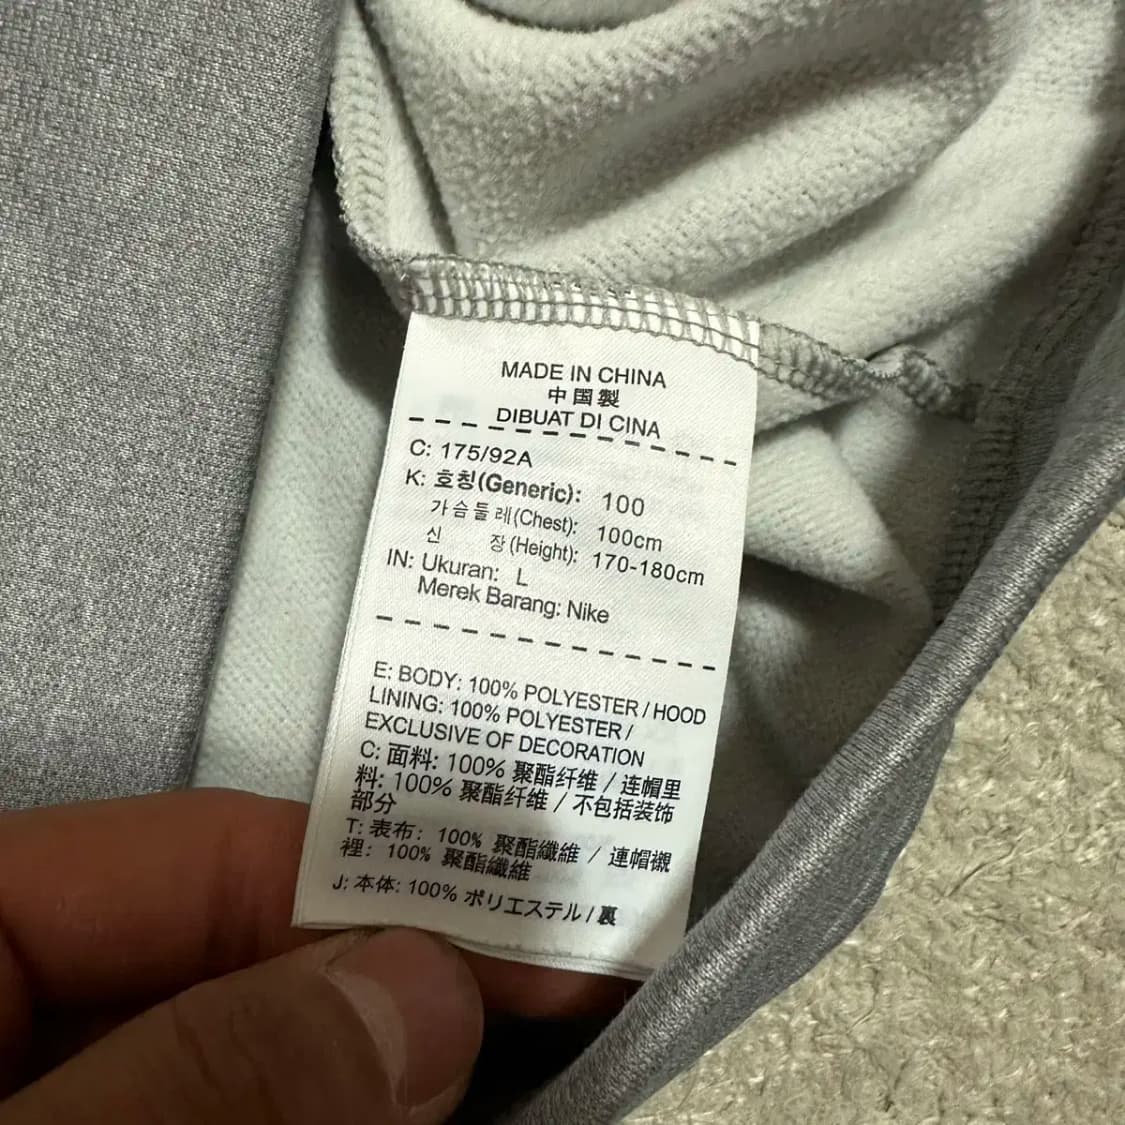 MADE IN CHINA
中国製
DIBUAT DI CINA
C: 175/92A
K: 호칭(Generic): 100
가슴둘레(Chest): 100cm
신 장(Height): 170-180cm
IN: Ukuran: L
Merek Barang: Nike
E: BODY: 100% POLYESTER / HOOD
LINING: 100% POLYESTER /
EXCLUSIVE OF DECORATION
C: 面料: 100% 聚酯纤维 / 连帽里
料: 100% 聚酯纤维 / 不包括装饰
部分
T: 表布: 100% 聚酯纖維 / 連帽襯
裡: 100% 聚酯纖維
J: 本体: 100% ポリエステル / 裏